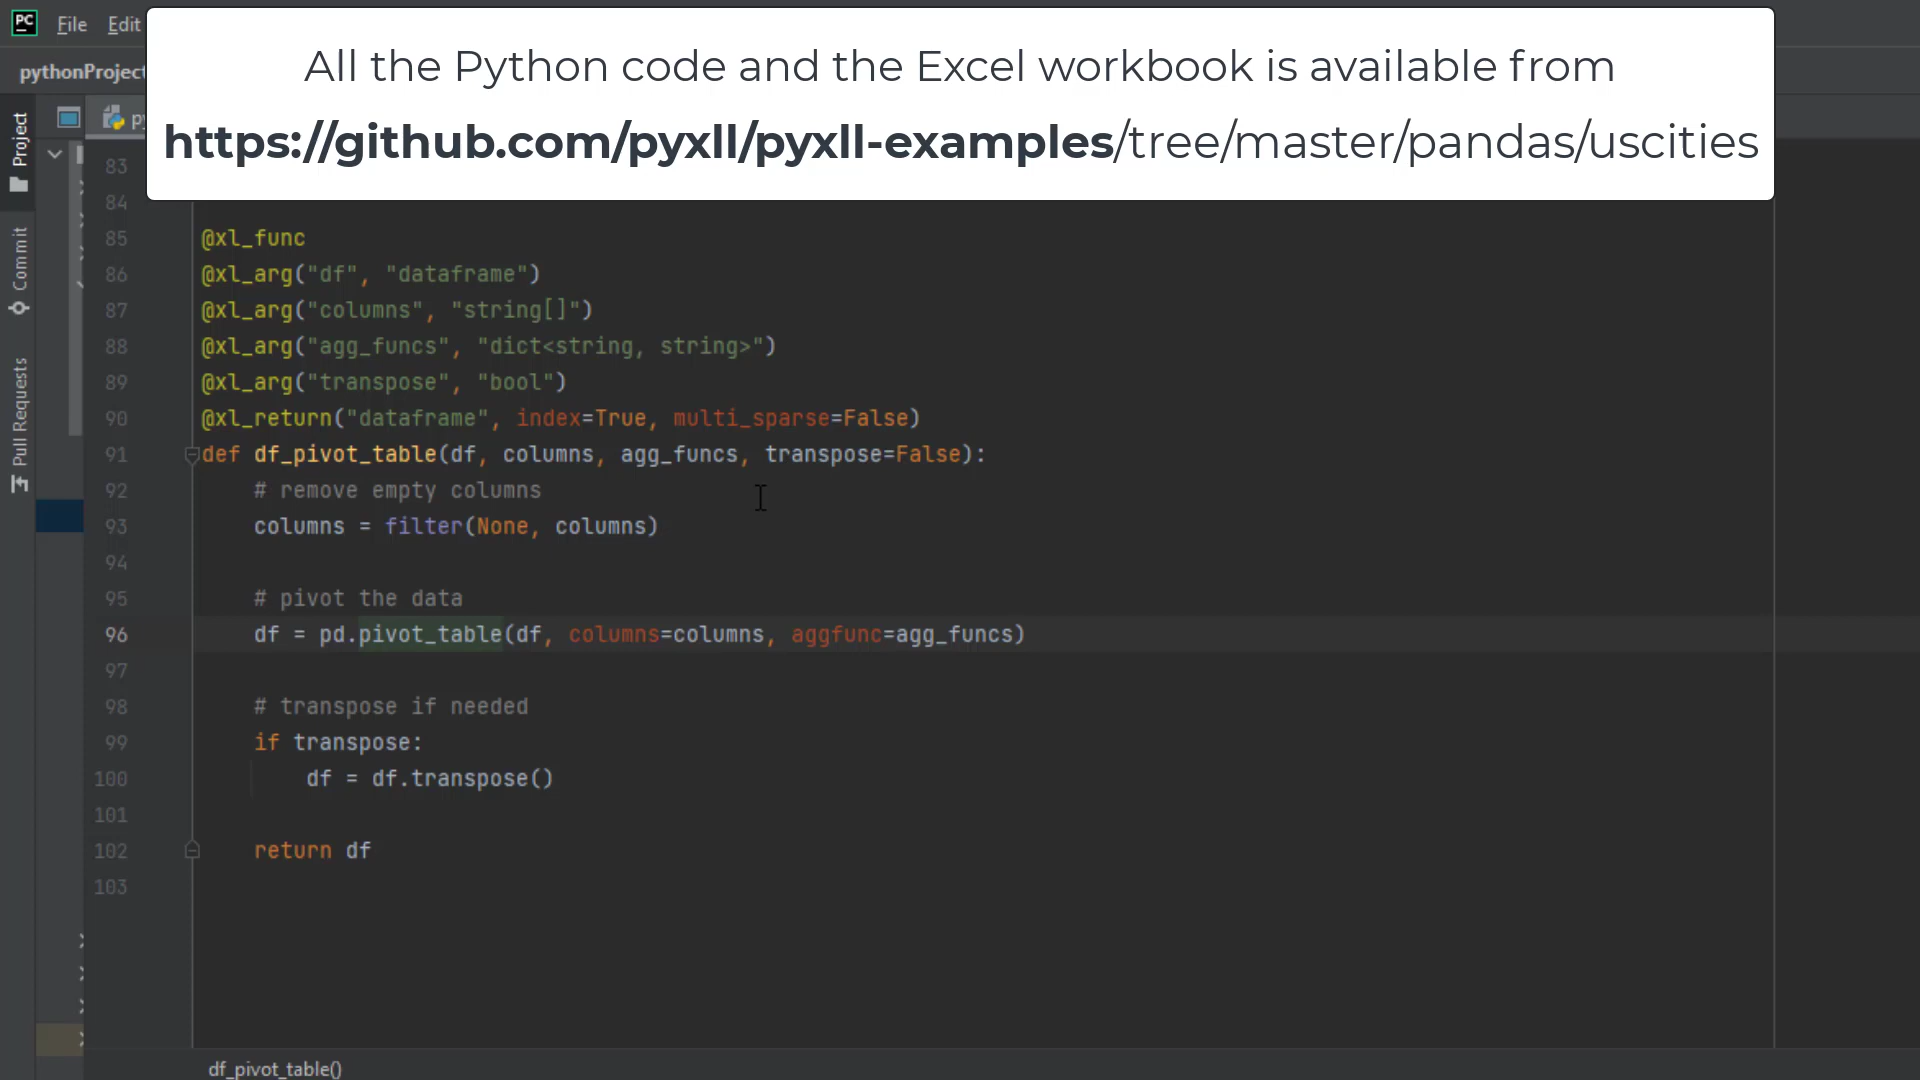 PC File Edit
All the Python code and the Excel workbook is available from
https://github.com/pyxll/pyxll-examples/tree/master/pandas/uscities
pythonProject
Project
Commit
Pull Requests
83
84
85 @xl_func
86 @xl_arg("df", "dataframe")
87 @xl_arg("columns", "string[]")
88 @xl_arg("agg_funcs", "dict<string, string>")
89 @xl_arg("transpose", "bool")
90 @xl_return("dataframe", index=True, multi_sparse=False)
91 def df_pivot_table(df, columns, agg_funcs, transpose=False):
92 # remove empty columns
93 columns = filter(None, columns)
94
95 # pivot the data
96 df = pd.pivot_table(df, columns=columns, aggfunc=agg_funcs)
97
98 # transpose if needed
99 if transpose:
100 df = df.transpose()
101
102 return df
103
df_pivot_table()